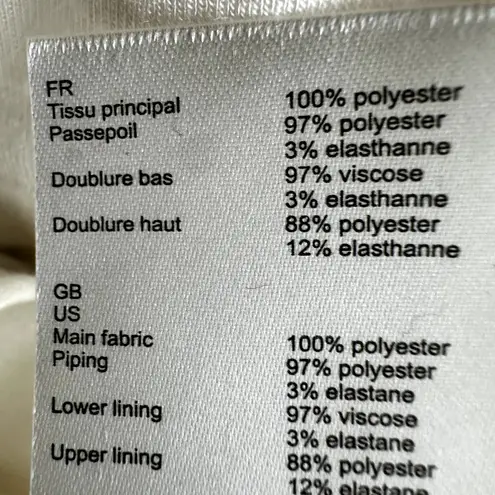 FR
Tissu principal 100% polyester
Passepoil 97% polyester
3% elasthanne
Doublure bas 97% viscose
3% elasthanne
Doublure haut 88% polyester
12% elasthanne
GB
US
Main fabric 100% polyester
Piping 97% polyester
3% elastane
Lower lining 97% viscose
3% elastane
Upper lining 88% polyester
12% elastane